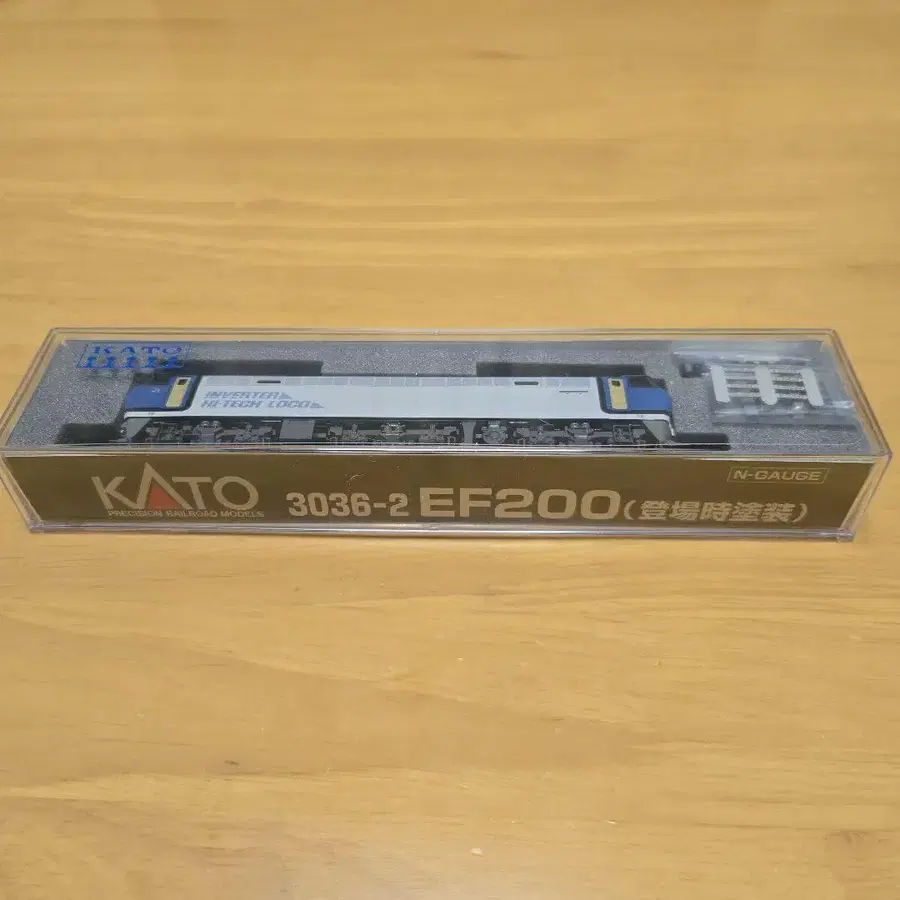 KATO
INVERTER
HI-TECH LOCO
N-GAUGE
KATO
PRECISION RAILROAD MODELS
3036-2 EF200(登場時塗装)